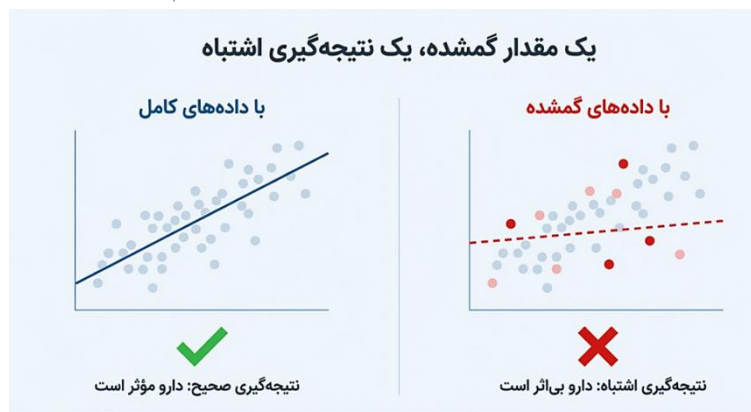 یک مقدار گمشده، یک نتیجه‌گیری اشتباه
با داده‌های گمشده
با داده‌های کامل
نتیجه‌گیری اشتباه: دارو بی‌اثر است
نتیجه‌گیری صحیح: دارو مؤثر است